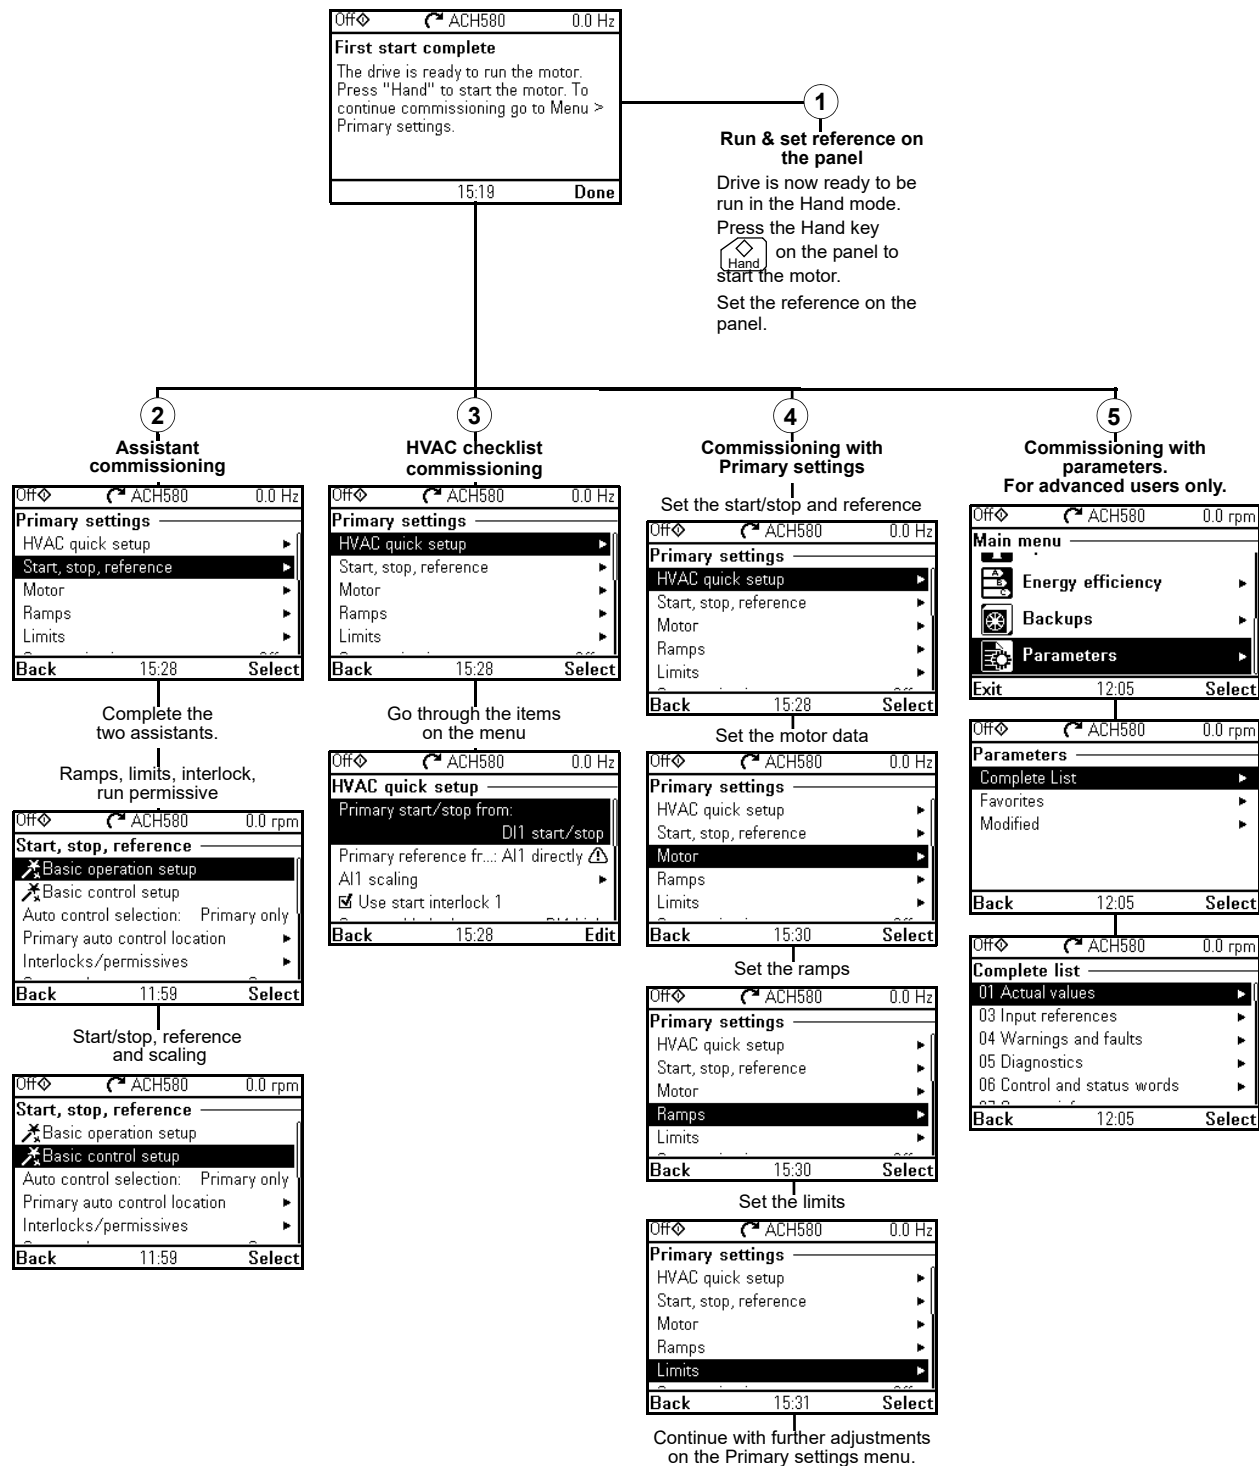 Off ACH580 0.0 Hz
First start complete
The drive is ready to run the motor.
Press "Hand" to start the motor. To
continue commissioning go to Menu >
Primary settings.
15:19 Done
1
Run & set reference on
the panel
Drive is now ready to be
run in the Hand mode.
Press the Hand key
Hand on the panel to
start the motor.
Set the reference on the
panel.
2
Assistant
commissioning
Off ACH580 0.0 Hz
Primary settings
HVAC quick setup
Start, stop, reference
Motor
Ramps
Limits
Back 15:28 Select
Complete the
two assistants.
Ramps, limits, interlock,
run permissive
Off ACH580 0.0 rpm
Start, stop, reference
Basic operation setup
Basic control setup
Auto control selection: Primary only
Primary auto control location
Interlocks/permissives
Back 11:59 Select
Start/stop, reference
and scaling
Off ACH580 0.0 rpm
Start, stop, reference
Basic operation setup
Basic control setup
Auto control selection: Primary only
Primary auto control location
Interlocks/permissives
Back 11:59 Select
3
HVAC checklist
commissioning
Off ACH580 0.0 Hz
Primary settings
HVAC quick setup
Start, stop, reference
Motor
Ramps
Limits
Back 15:28 Select
Go through the items
on the menu
Off ACH580 0.0 Hz
HVAC quick setup
Primary start/stop from:
DI1 start/stop
Primary reference fr...: AI1 directly
AI1 scaling
Use start interlock 1
Back 15:28 Edit
4
Commissioning with
Primary settings
Set the start/stop and reference
Off ACH580 0.0 Hz
Primary settings
HVAC quick setup
Start, stop, reference
Motor
Ramps
Limits
Back 15:28 Select
Set the motor data
Off ACH580 0.0 Hz
Primary settings
HVAC quick setup
Start, stop, reference
Motor
Ramps
Limits
Back 15:30 Select
Set the ramps
Off ACH580 0.0 Hz
Primary settings
HVAC quick setup
Start, stop, reference
Motor
Ramps
Limits
Back 15:30 Select
Set the limits
Off ACH580 0.0 Hz
Primary settings
HVAC quick setup
Start, stop, reference
Motor
Ramps
Limits
Back 15:31 Select
Continue with further adjustments
on the Primary settings menu.
5
Commissioning with
parameters.
For advanced users only.
Off ACH580 0.0 rpm
Main menu
A B C Energy efficiency
Backups
Parameters
Exit 12:05 Select
Off ACH580 0.0 rpm
Parameters
Complete List
Favorites
Modified
Back 12:05 Select
Off ACH580 0.0 rpm
Complete list
01 Actual values
03 Input references
04 Warnings and faults
05 Diagnostics
06 Control and status words
Back 12:05 Select